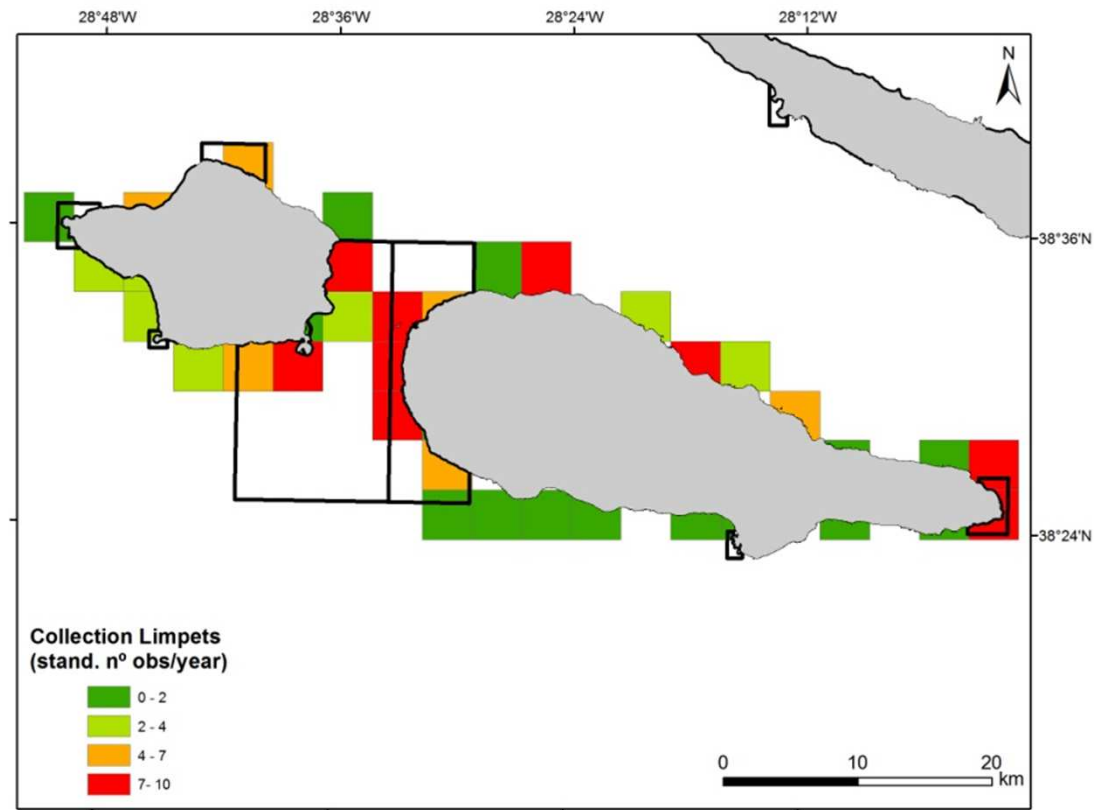 28°48'W 28°36'W 28°24'W 28°12'W
N
38°36'N
38°24'N
Collection Limpets
(stand. nº obs/year)
0 - 2
2 - 4
4 - 7
7 - 10
0 10 20
km